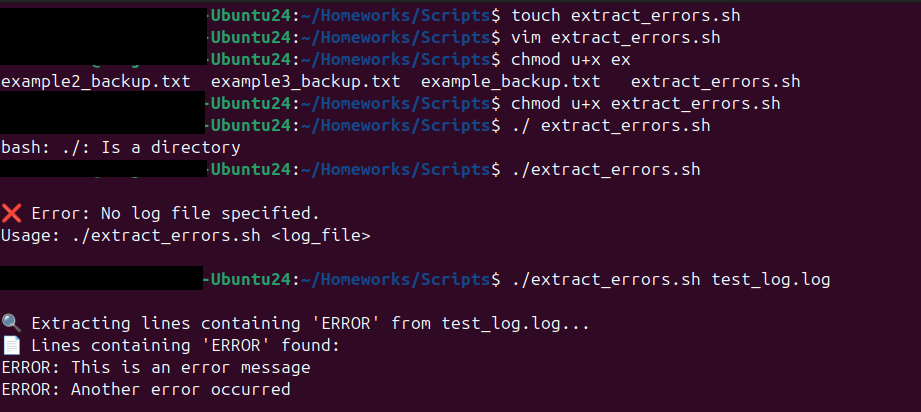 -Ubuntu24:~/Homeworks/Scripts$ touch extract_errors.sh
-Ubuntu24:~/Homeworks/Scripts$ vim extract_errors.sh
-Ubuntu24:~/Homeworks/Scripts$ chmod u+x ex
example2_backup.txt  example3_backup.txt  example_backup.txt   extract_errors.sh
-Ubuntu24:~/Homeworks/Scripts$ chmod u+x extract_errors.sh
-Ubuntu24:~/Homeworks/Scripts$ ./ extract_errors.sh
bash: ./: Is a directory
-Ubuntu24:~/Homeworks/Scripts$ ./extract_errors.sh
❌ Error: No log file specified.
Usage: ./extract_errors.sh <log_file>
-Ubuntu24:~/Homeworks/Scripts$ ./extract_errors.sh test_log.log
🔍 Extracting lines containing 'ERROR' from test_log.log...
📄 Lines containing 'ERROR' found:
ERROR: This is an error message
ERROR: Another error occurred